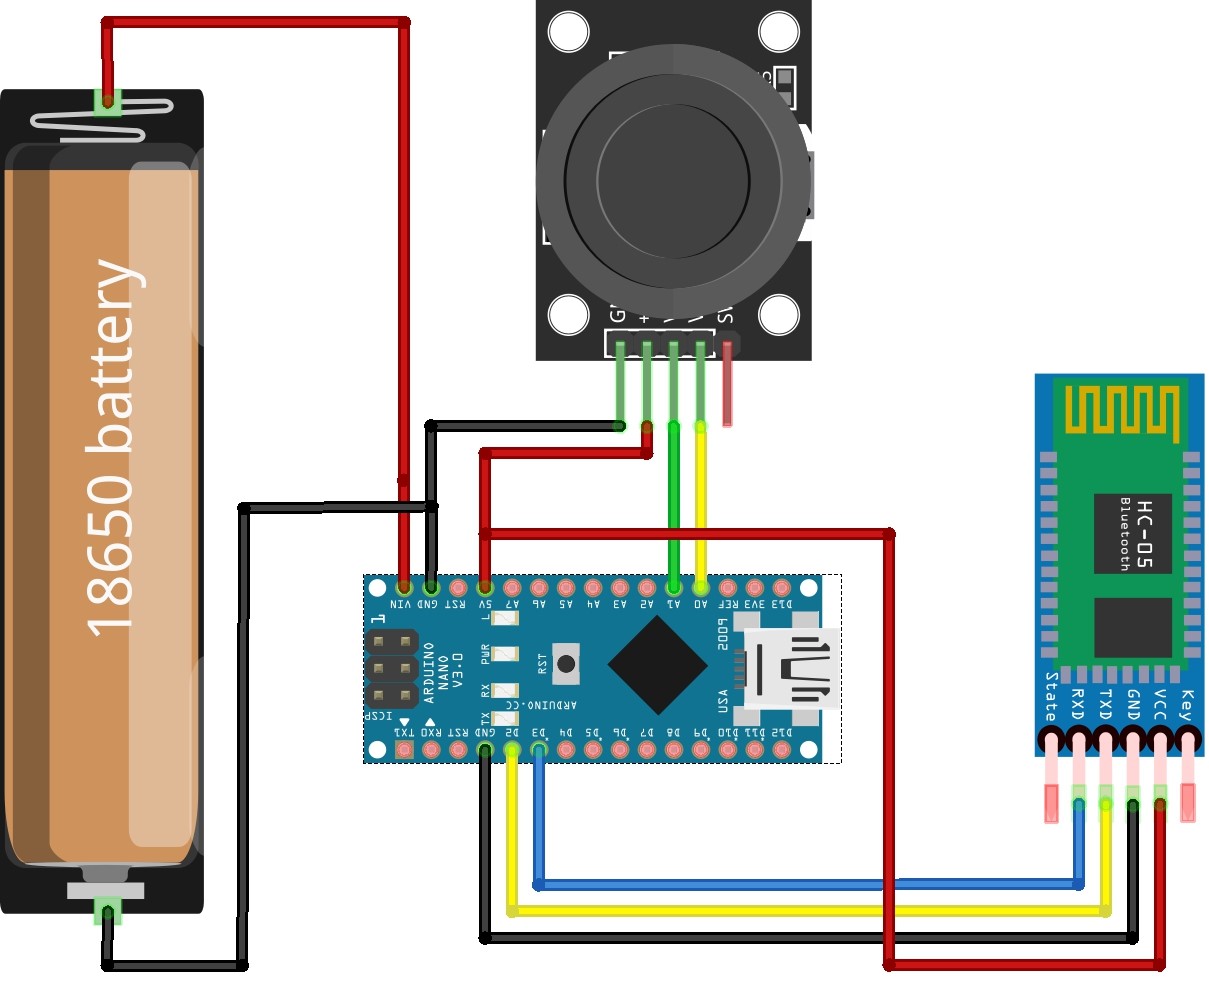 18650 battery
+
HC-05
Bluetooth
State
RXD
TXD
GND
VCC
Key
VIN
GND
RST
5V
A7
A6
A5
A4
A3
A2
A1
A0
REF
3V3
D13
1
L
PWR
RX
TX
RST
ARDUINO
NANO
V3.0
ICSP
ARDUINO.CC
USA
TX1
RX0
RST
GND
D2
D3
D4
D5
D6
D7
D8
D9
D10
D11
D12